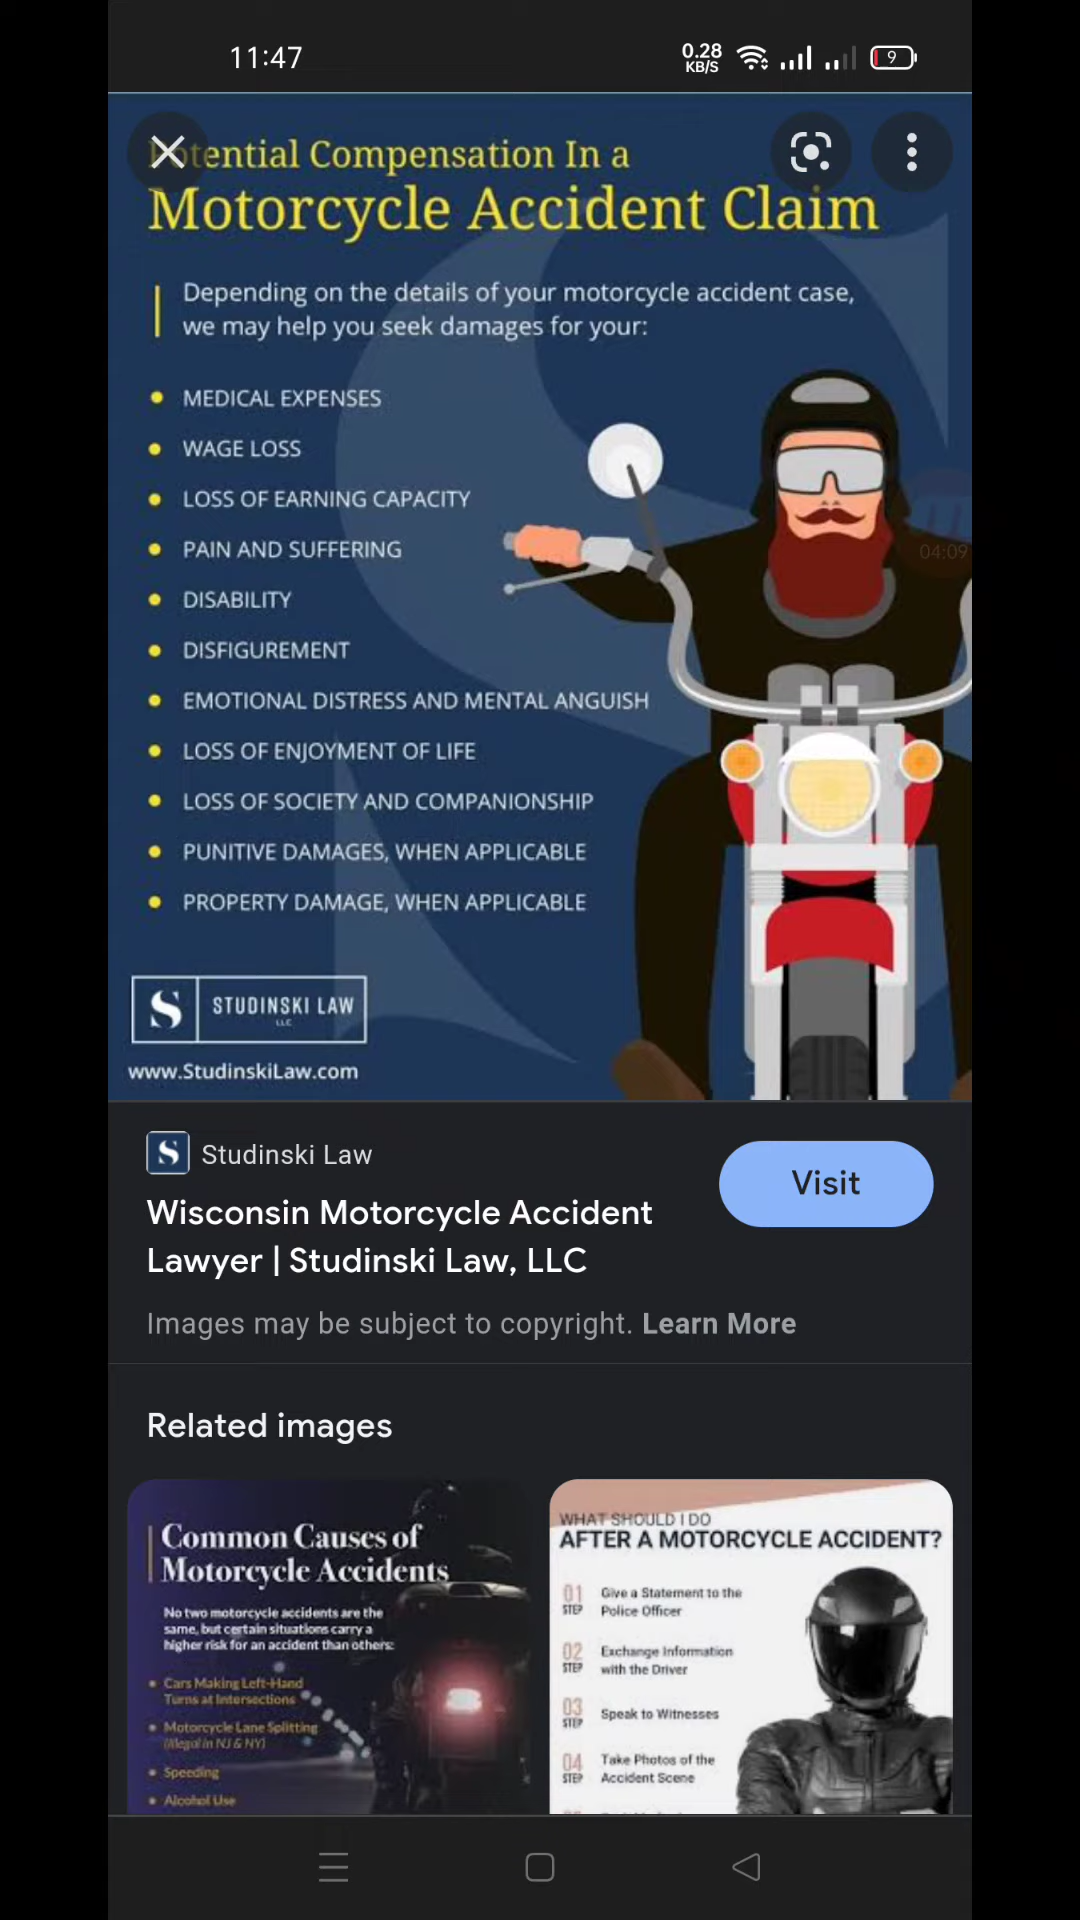 11:47
0.28
KB/S
9
Potential Compensation In a
Motorcycle Accident Claim
Depending on the details of your motorcycle accident case,
we may help you seek damages for your:
MEDICAL EXPENSES
WAGE LOSS
LOSS OF EARNING CAPACITY
PAIN AND SUFFERING
DISABILITY
DISFIGUREMENT
EMOTIONAL DISTRESS AND MENTAL ANGUISH
LOSS OF ENJOYMENT OF LIFE
LOSS OF SOCIETY AND COMPANIONSHIP
PUNITIVE DAMAGES, WHEN APPLICABLE
PROPERTY DAMAGE, WHEN APPLICABLE
04:09
S STUDINSKI LAW
LLC
www.StudinskiLaw.com
S Studinski Law
Visit
Wisconsin Motorcycle Accident
Lawyer | Studinski Law, LLC
Images may be subject to copyright. Learn More
Related images
Common Causes of
Motorcycle Accidents
No two motorcycle accidents are the
same, but certain situations carry a
higher risk for an accident than others:
Cars Making Left-Hand
Turns at Intersections
Motorcycle Lane Splitting
(Illegal in NJ & NY)
Speeding
Alcohol Use
WHAT SHOULD I DO
AFTER A MOTORCYCLE ACCIDENT?
01 STEP Give a Statement to the
Police Officer
02 STEP Exchange Information
with the Driver
03 STEP Speak to Witnesses
04 STEP Take Photos of the
Accident Scene